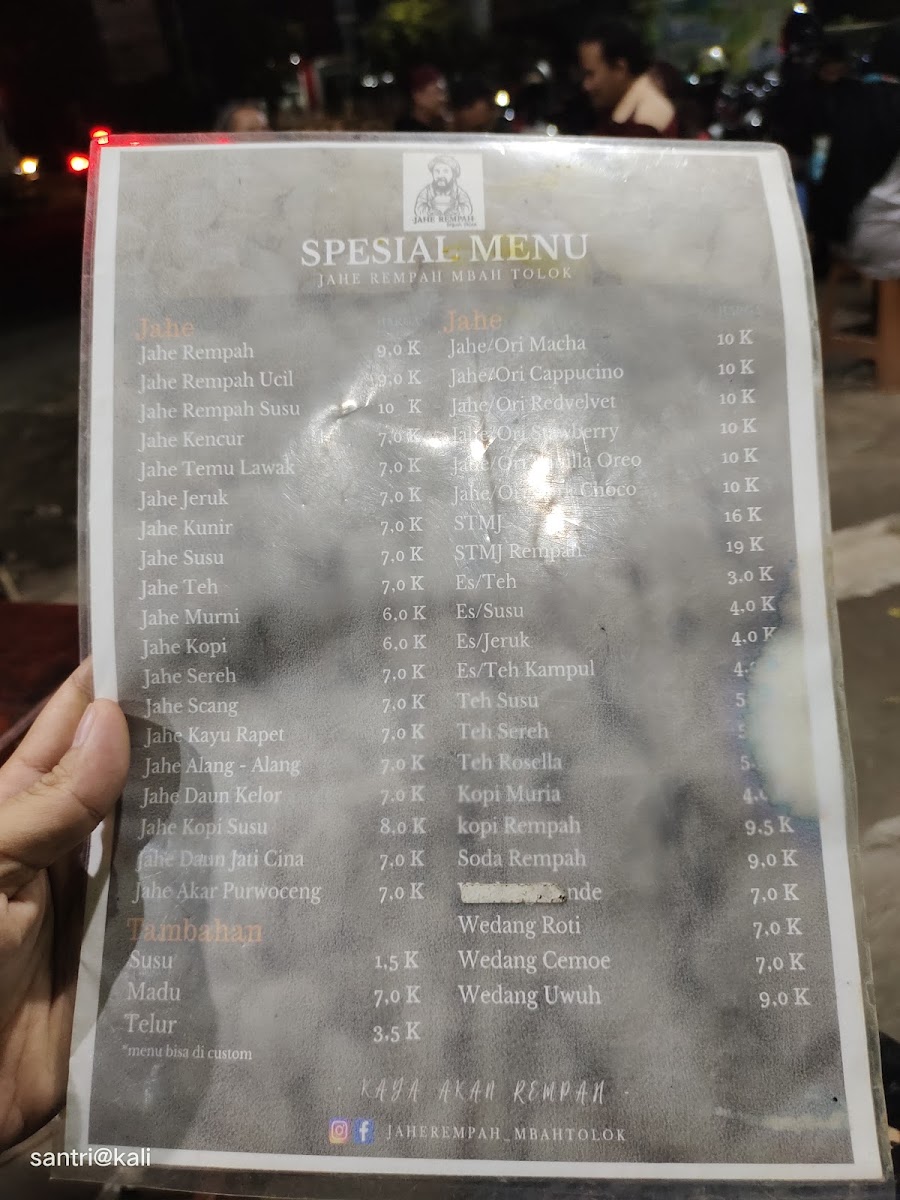 JAHE REMPAH
SPESIAL MENU
JAHE REMPAH MBAH TOLOK
Jahe HARGA
Jahe Rempah 9,0 K
Jahe Rempah Ucil 9,0 K
Jahe Rempah Susu 10 K
Jahe Kencur 7,0 K
Jahe Temu Lawak 7,0 K
Jahe Jeruk 7,0 K
Jahe Kunir 7,0 K
Jahe Susu 7,0 K
Jahe Teh 7,0 K
Jahe Murni 6,0 K
Jahe Kopi 6,0 K
Jahe Sereh 7,0 K
Jahe Scang 7,0 K
Jahe Kayu Rapet 7,0 K
Jahe Alang - Alang 7,0 K
Jahe Daun Kelor 7,0 K
Jahe Kopi Susu 8,0 K
Jahe Daun Jati Cina 7,0 K
Jahe Akar Purwoceng 7,0 K
Tambahan
Susu 1,5 K
Madu 7,0 K
Telur 3,5 K
*menu bisa di custom
Jahe HARGA
Jahe/Ori Macha 10 K
Jahe/Ori Cappucino 10 K
Jahe/Ori Redvelvet 10 K
Jahe/Ori 10 K
Jahe/Ori Oreo 10 K
Choco 10 K
STMJ 16 K
STMJ Rempah 19 K
Es/Teh 3,0 K
Es/Susu 4,0 K
Es/Jeruk 4,0 K
Es/Teh Kampul
Teh Susu
Teh Sereh
Teh Rosella
Kopi Muria
kopi Rempah 9,5 K
Soda Rempah 9,0 K
7,0 K
Wedang Roti 7,0 K
Wedang Cemoe 7,0 K
Wedang Uwuh 9,0 K
KAYA AKAN REMPAH
JAHEREMPAH_MBAHTOLOK
santri@kali